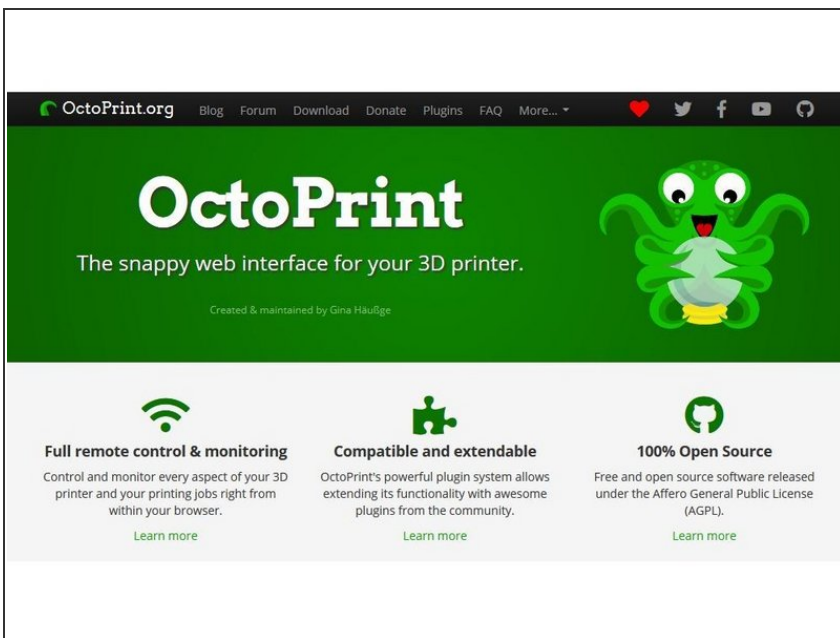 OctoPrint.org Blog Forum Download Donate Plugins FAQ More...
OctoPrint
The snappy web interface for your 3D printer.
Created & maintained by Gina Häußge
Full remote control & monitoring
Control and monitor every aspect of your 3D
printer and your printing jobs right from
within your browser.
Learn more
Compatible and extendable
OctoPrint's powerful plugin system allows
extending its functionality with awesome
plugins from the community.
Learn more
100% Open Source
Free and open source software released
under the Affero General Public License
(AGPL).
Learn more